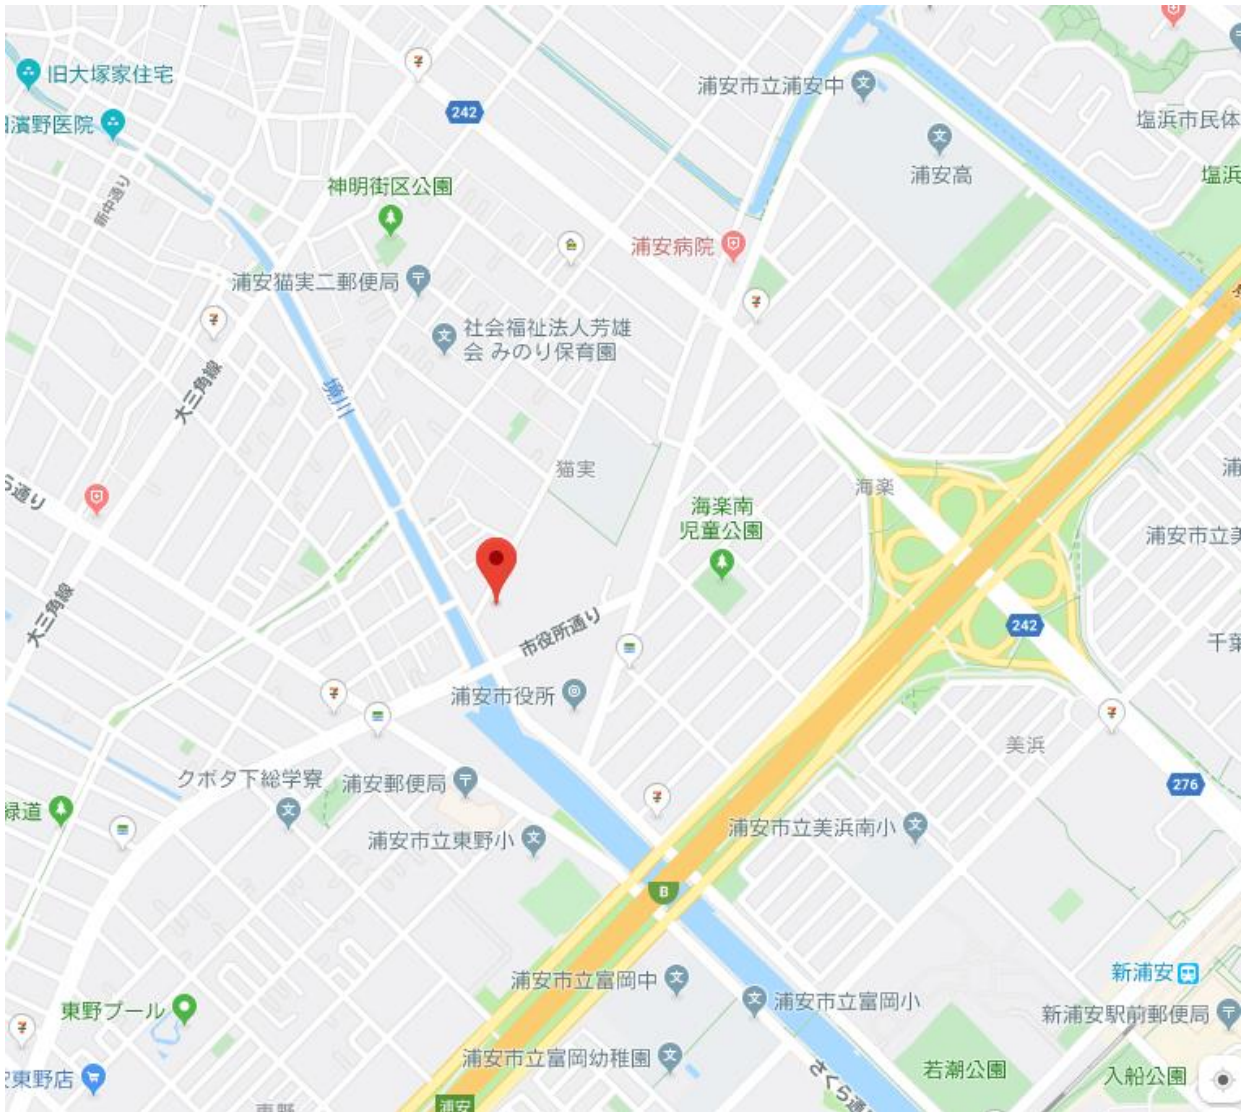 旧大塚家住宅
濱野医院
242
浦安市立浦安中
浦安高
塩浜市民体
塩浜
新中通り
神明街区公園
浦安病院
浦安猫実二郵便局
社会福祉法人芳雄
会 みのり保育園
大三角線
境川
猫実
海楽
海楽南
児童公園
浦
浦安市立美
ら通り
大三角線
市役所通り
242
千葉
浦安市役所
美浜
276
クボタ下総学寮
浦安郵便局
緑道
浦安市立東野小
浦安市立美浜南小
B
新浦安
浦安市立富岡中
浦安市立富岡小
東野プール
新浦安駅前郵便局
浦安市立富岡幼稚園
若潮公園
入船公園
東野店
さくら通
東野
浦安